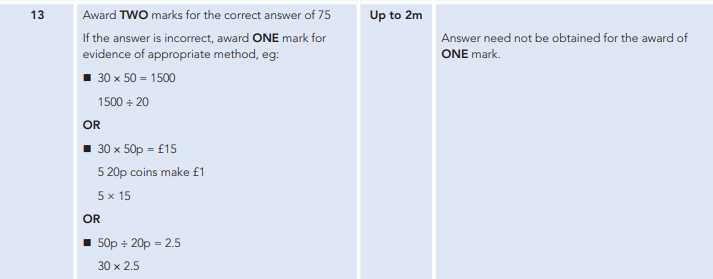 13
Award TWO marks for the correct answer of 75
Up to 2m
If the answer is incorrect, award ONE mark for
evidence of appropriate method, eg:
Answer need not be obtained for the award of
ONE mark.
■ 30 × 50 = 1500
1500 ÷ 20
OR
■ 30 × 50p = £15
5 20p coins make £1
5 × 15
OR
■ 50p ÷ 20p = 2.5
30 × 2.5